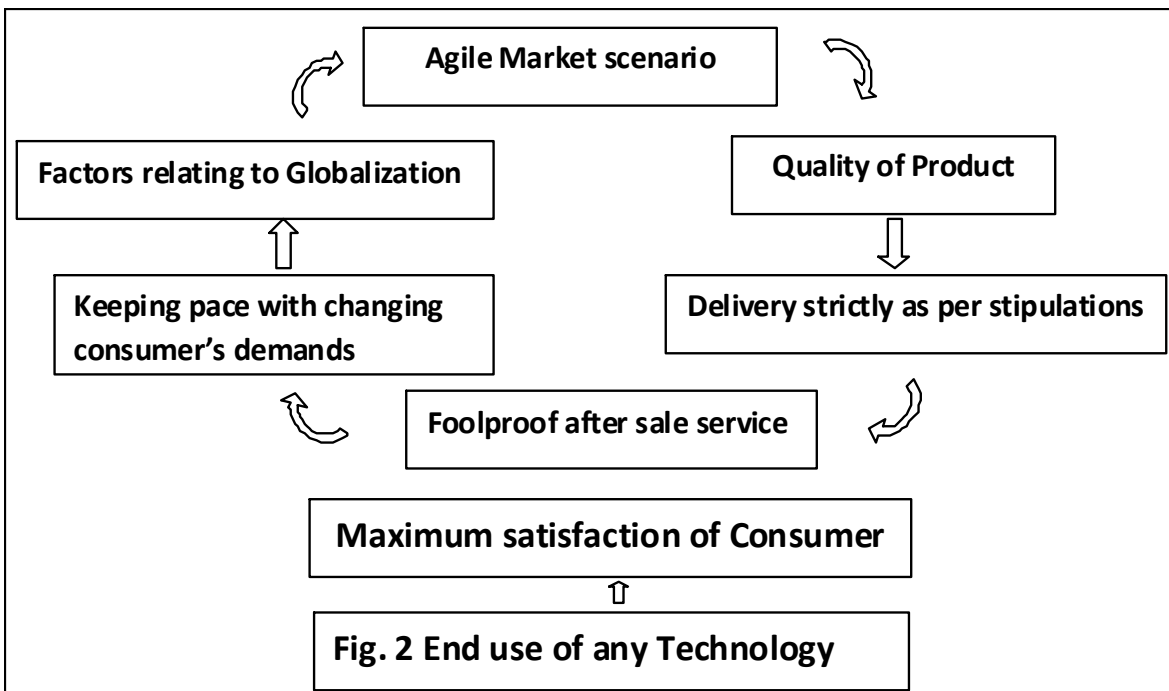 Agile Market scenario
Factors relating to Globalization
Quality of Product
Keeping pace with changing
consumer’s demands
Delivery strictly as per stipulations
Foolproof after sale service
Maximum satisfaction of Consumer
Fig. 2 End use of any Technology